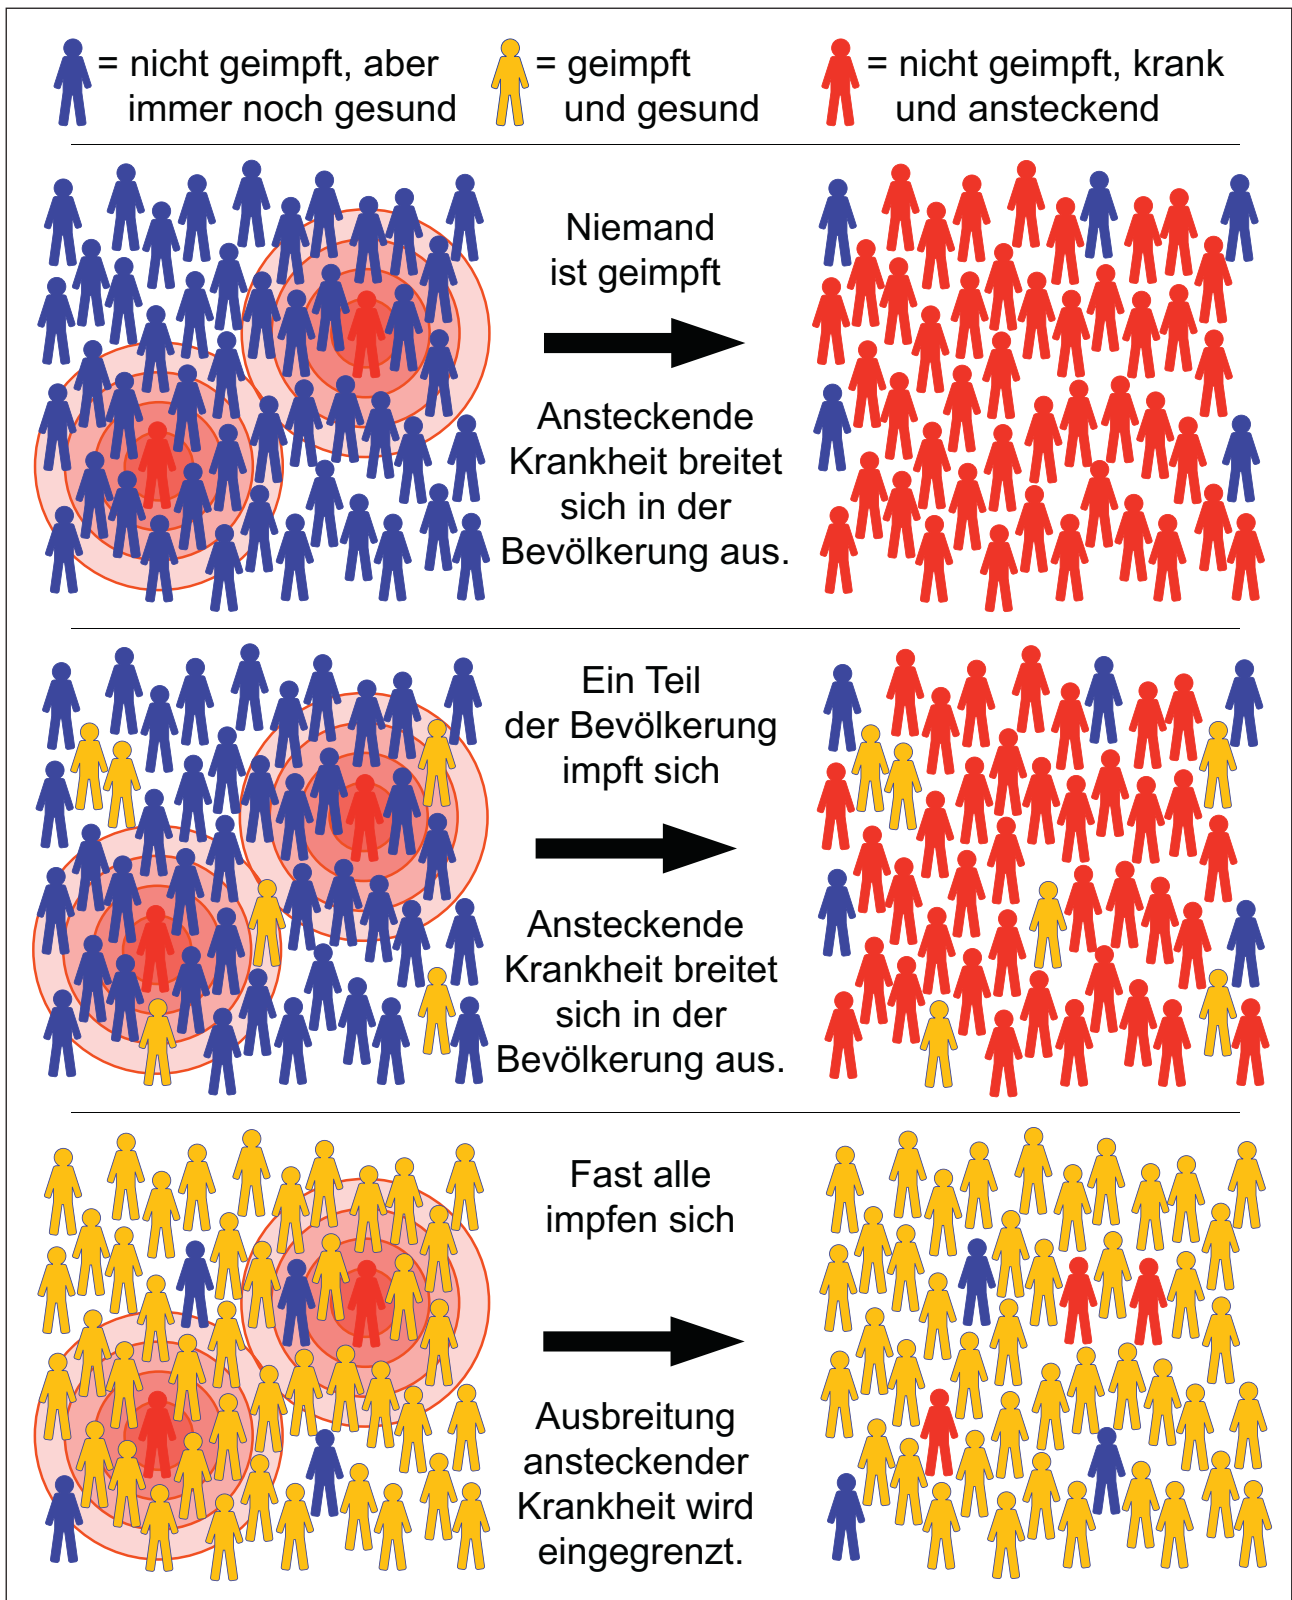 = nicht geimpft, aber
immer noch gesund
= geimpft
und gesund
= nicht geimpft, krank
und ansteckend
Niemand
ist geimpft
Ansteckende
Krankheit breitet
sich in der
Bevölkerung aus.
Ein Teil
der Bevölkerung
impft sich
Ansteckende
Krankheit breitet
sich in der
Bevölkerung aus.
Fast alle
impfen sich
Ausbreitung
ansteckender
Krankheit wird
eingegrenzt.